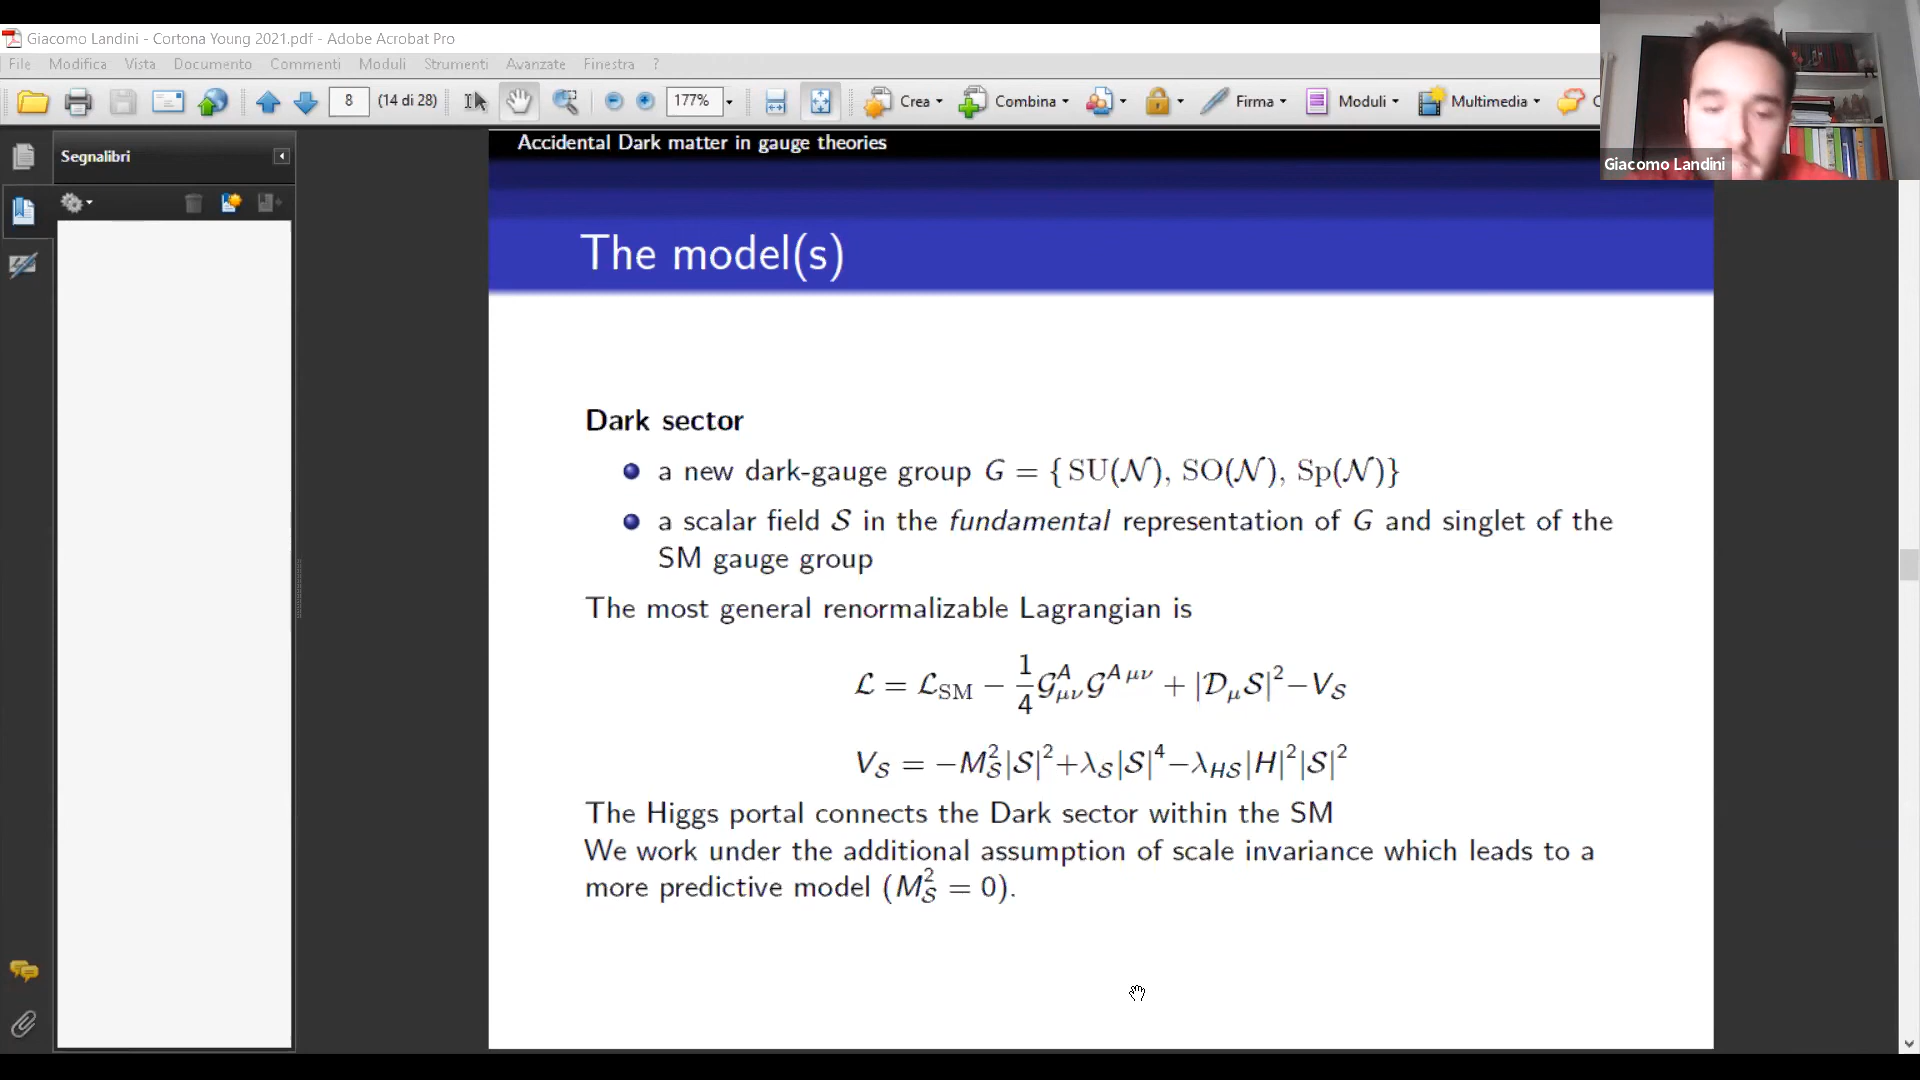 Giacomo Landini - Cortona Young 2021.pdf - Adobe Acrobat Pro
File Modifica Vista Documento Commenti Moduli Strumenti Avanzate Finestra ?
8 (14 di 28) 177% Crea Combina Firma Moduli Multimedia C
Giacomo Landini
Segnalibri
Accidental Dark matter in gauge theories
The model(s)
Dark sector
a new dark-gauge group G = { SU(𝒩), SO(𝒩), Sp(𝒩)}
a scalar field 𝒮 in the fundamental representation of G and singlet of the
SM gauge group
The most general renormalizable Lagrangian is
ℒ = ℒ_SM − 1/4 𝒢^A_μν 𝒢^{A μν} + |𝒟_μ 𝒮|² − V_𝒮
V_𝒮 = −M²_𝒮|𝒮|² + λ_𝒮|𝒮|⁴ − λ_{H𝒮}|H|²|𝒮|²
The Higgs portal connects the Dark sector within the SM
We work under the additional assumption of scale invariance which leads to a
more predictive model (M²_𝒮 = 0).